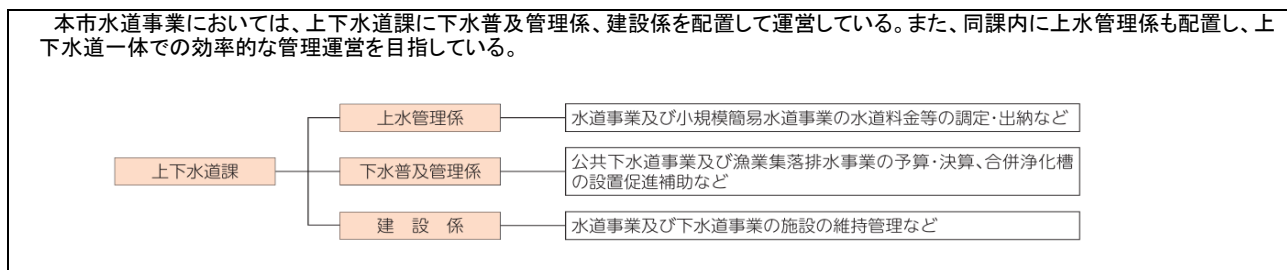 本市水道事業においては、上下水道課に下水普及管理係、建設係を配置して運営している。また、同課内に上水管理係も配置し、上
下水道一体での効率的な管理運営を目指している。
上水管理係
水道事業及び小規模簡易水道事業の水道料金等の調定・出納など
上下水道課
下水普及管理係
公共下水道事業及び漁業集落排水事業の予算・決算、合併浄化槽
の設置促進補助など
建　設　係
水道事業及び下水道事業の施設の維持管理など